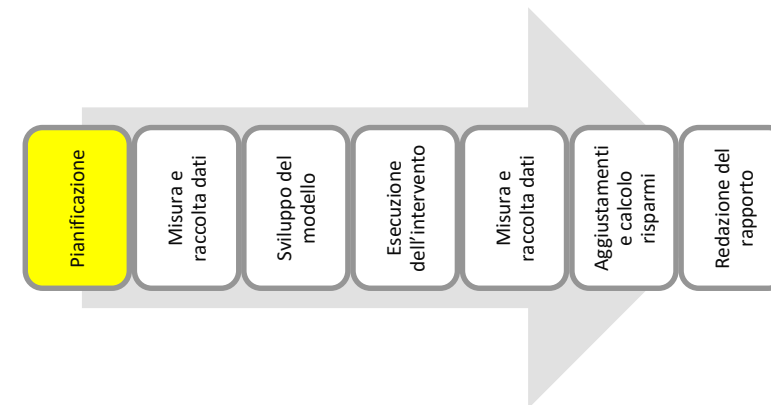 Pianificazione
Misura e
raccolta dati
Sviluppo del
modello
Esecuzione
dell'intervento
Misura e
raccolta dati
Aggiustamenti
e calcolo
risparmi
Redazione del
rapporto